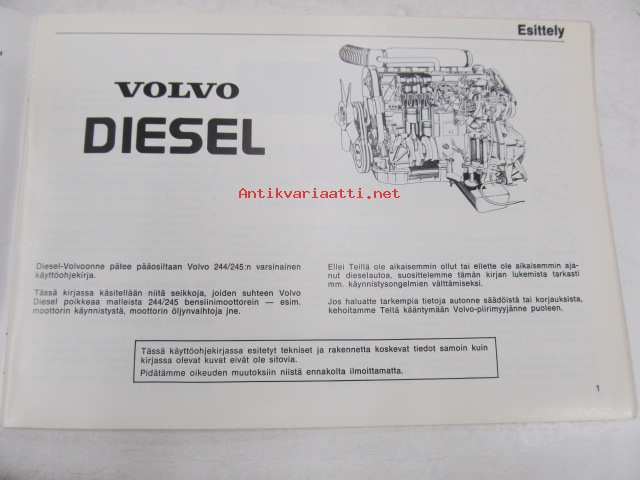 Esittely
VOLVO
DIESEL
Antikvariaatti.net
Diesel-Volvoonne pätee pääosiltaan Volvo 244/245:n varsinainen
käyttöohjekirja.
Tässä kirjassa käsitellään niitä seikkoja, joiden suhteen Volvo
Diesel poikkeaa malleista 244/245 bensiinimoottorein — esim.
moottorin käynnistystä, moottorin öljynvaihtoja jne.
Ellei Teillä ole aikaisemmin ollut tai ellette ole aikaisemmin aja-
nut dieselautoa, suosittelemme tämän kirjan lukemista tarkasti
mm. käynnistysongelmien välttämiseksi.
Jos haluatte tarkempia tietoja autonne säädöistä tai korjauksista,
kehoitamme Teitä kääntymään Volvo-piirimyyjänne puoleen.
Tässä käyttöohjekirjassa esitetyt tekniset ja rakennetta koskevat tiedot samoin kuin
kirjassa olevat kuvat eivät ole sitovia.
Pidätämme oikeuden muutoksiin niistä ennakolta ilmoittamatta.
1